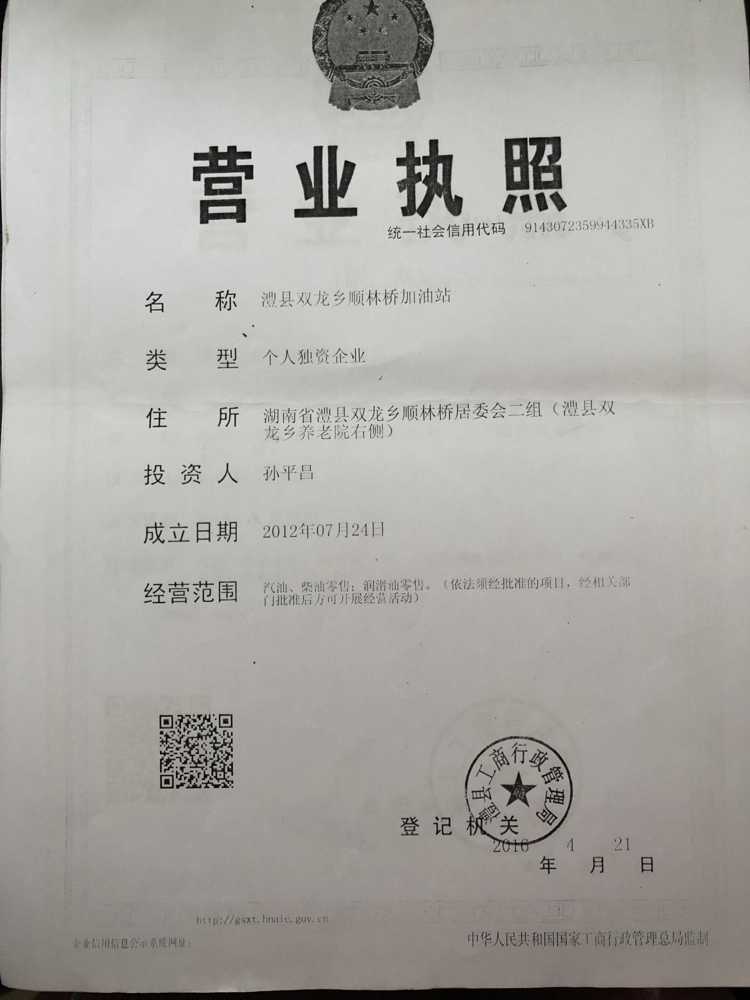 营业执照
统一社会信用代码 9143072359944335XB
名称 澧县双龙乡顺林桥加油站
类型 个人独资企业
住所 湖南省澧县双龙乡顺林桥居委会二组（澧县双
龙乡养老院右侧）
投资人 孙平昌
成立日期 2012年07月24日
经营范围 汽油、柴油零售；润滑油零售。（依法须经批准的项目，经相关部
门批准后方可开展经营活动）
澧县工商行政管理局
登记机关
2016 4 21
年 月 日
http://gsxt.hnaic.gov.cn
企业信用信息公示系统网址：
中华人民共和国国家工商行政管理总局监制